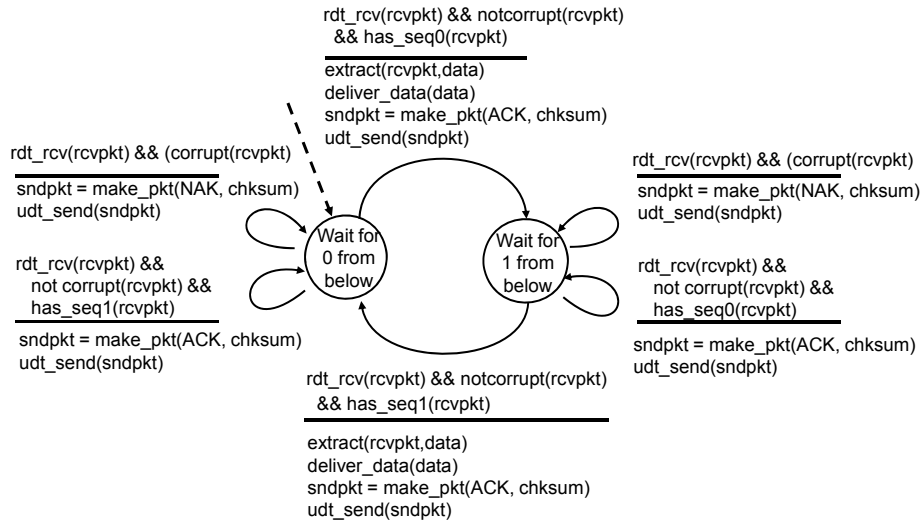 rdt_rcv(rcvpkt) && notcorrupt(rcvpkt)
&& has_seq0(rcvpkt)
extract(rcvpkt,data)
deliver_data(data)
sndpkt = make_pkt(ACK, chksum)
udt_send(sndpkt)
rdt_rcv(rcvpkt) && (corrupt(rcvpkt)
sndpkt = make_pkt(NAK, chksum)
udt_send(sndpkt)
rdt_rcv(rcvpkt) &&
not corrupt(rcvpkt) &&
has_seq1(rcvpkt)
sndpkt = make_pkt(ACK, chksum)
udt_send(sndpkt)
Wait for
0 from
below
Wait for
1 from
below
rdt_rcv(rcvpkt) && (corrupt(rcvpkt)
sndpkt = make_pkt(NAK, chksum)
udt_send(sndpkt)
rdt_rcv(rcvpkt) &&
not corrupt(rcvpkt) &&
has_seq0(rcvpkt)
sndpkt = make_pkt(ACK, chksum)
udt_send(sndpkt)
rdt_rcv(rcvpkt) && notcorrupt(rcvpkt)
&& has_seq1(rcvpkt)
extract(rcvpkt,data)
deliver_data(data)
sndpkt = make_pkt(ACK, chksum)
udt_send(sndpkt)